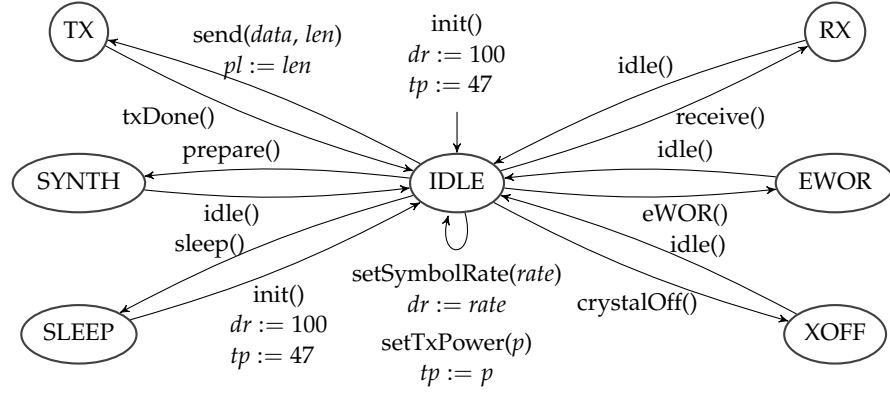 TX
send(data, len)
pl := len
init()
dr := 100
tp := 47
RX
idle()
txDone()
receive()
prepare()
idle()
SYNTH
IDLE
EWOR
idle()
eWOR()
sleep()
idle()
setSymbolRate(rate)
dr := rate
init()
dr := 100
tp := 47
crystalOff()
SLEEP
setTxPower(p)
tp := p
XOFF